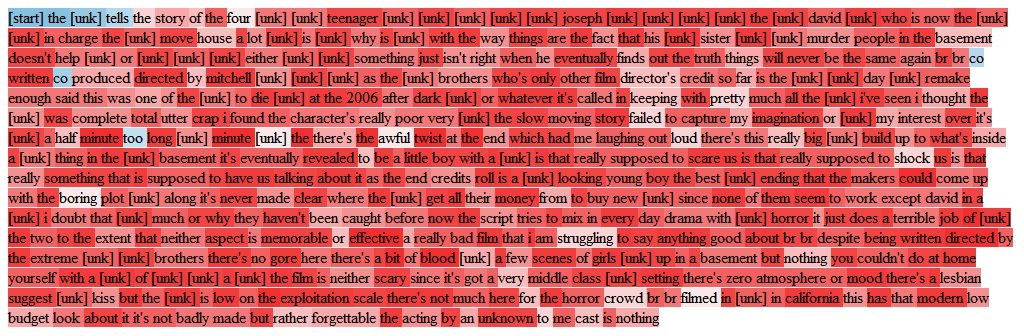 [start] the [unk] tells the story of the four [unk] [unk] teenager [unk] [unk] [unk] [unk] [unk] joseph [unk] [unk] [unk] [unk] the [unk] david [unk] who is now the [unk]
[unk] in charge the [unk] move house a lot [unk] is [unk] why is [unk] with the way things are the fact that his [unk] sister [unk] [unk] murder people in the basement
doesn't help [unk] or [unk] [unk] [unk] either [unk] [unk] something just isn't right when he eventually finds out the truth things will never be the same again br br co
written co produced directed by mitchell [unk] [unk] [unk] as the [unk] brothers who's only other film director's credit so far is the [unk] [unk] day [unk] remake
enough said this was one of the [unk] to die [unk] at the 2006 after dark [unk] or whatever it's called in keeping with pretty much all the [unk] i've seen i thought the
[unk] was complete total utter crap i found the character's really poor very [unk] the slow moving story failed to capture my imagination or [unk] my interest over it's
[unk] a half minute too long [unk] minute [unk] the there's the awful twist at the end which had me laughing out loud there's this really big [unk] build up to what's inside
a [unk] thing in the [unk] basement it's eventually revealed to be a little boy with a [unk] is that really supposed to scare us is that really supposed to shock us is that
really something that is supposed to have us talking about it as the end credits roll is a [unk] looking young boy the best [unk] ending that the makers could come up
with the boring plot [unk] along it's never made clear where the [unk] get all their money from to buy new [unk] since none of them seem to work except david in a
[unk] i doubt that [unk] much or why they haven't been caught before now the script tries to mix in every day drama with [unk] horror it just does a terrible job of [unk]
the two to the extent that neither aspect is memorable or effective a really bad film that i am struggling to say anything good about br br despite being written directed by
the extreme [unk] [unk] brothers there's no gore here there's a bit of blood [unk] a few scenes of girls [unk] up in a basement but nothing you couldn't do at home
yourself with a [unk] of [unk] [unk] a [unk] the film is neither scary since it's got a very middle class [unk] setting there's zero atmosphere or mood there's a lesbian
suggest [unk] kiss but the [unk] is low on the exploitation scale there's not much here for the horror crowd br br filmed in [unk] in california this has that modern low
budget look about it it's not badly made but rather forgettable the acting by an unknown to me cast is nothing